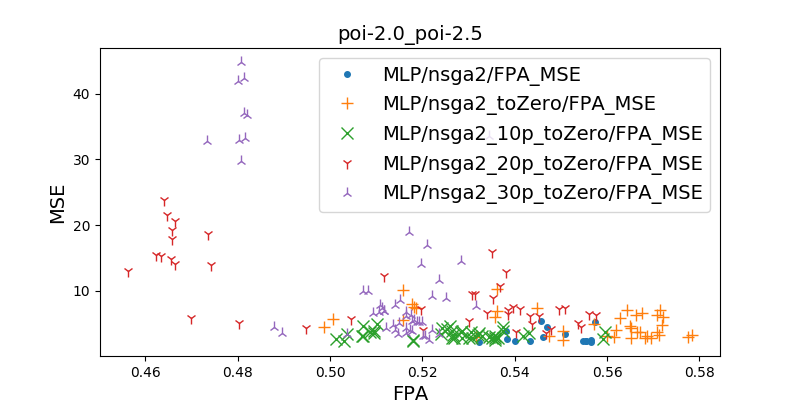 poi-2.0_poi-2.5
MLP/nsga2/FPA_MSE
MLP/nsga2_toZero/FPA_MSE
MLP/nsga2_10p_toZero/FPA_MSE
MLP/nsga2_20p_toZero/FPA_MSE
MLP/nsga2_30p_toZero/FPA_MSE
MSE
40
30
20
10
0.46 0.48 0.50 0.52 0.54 0.56 0.58
FPA